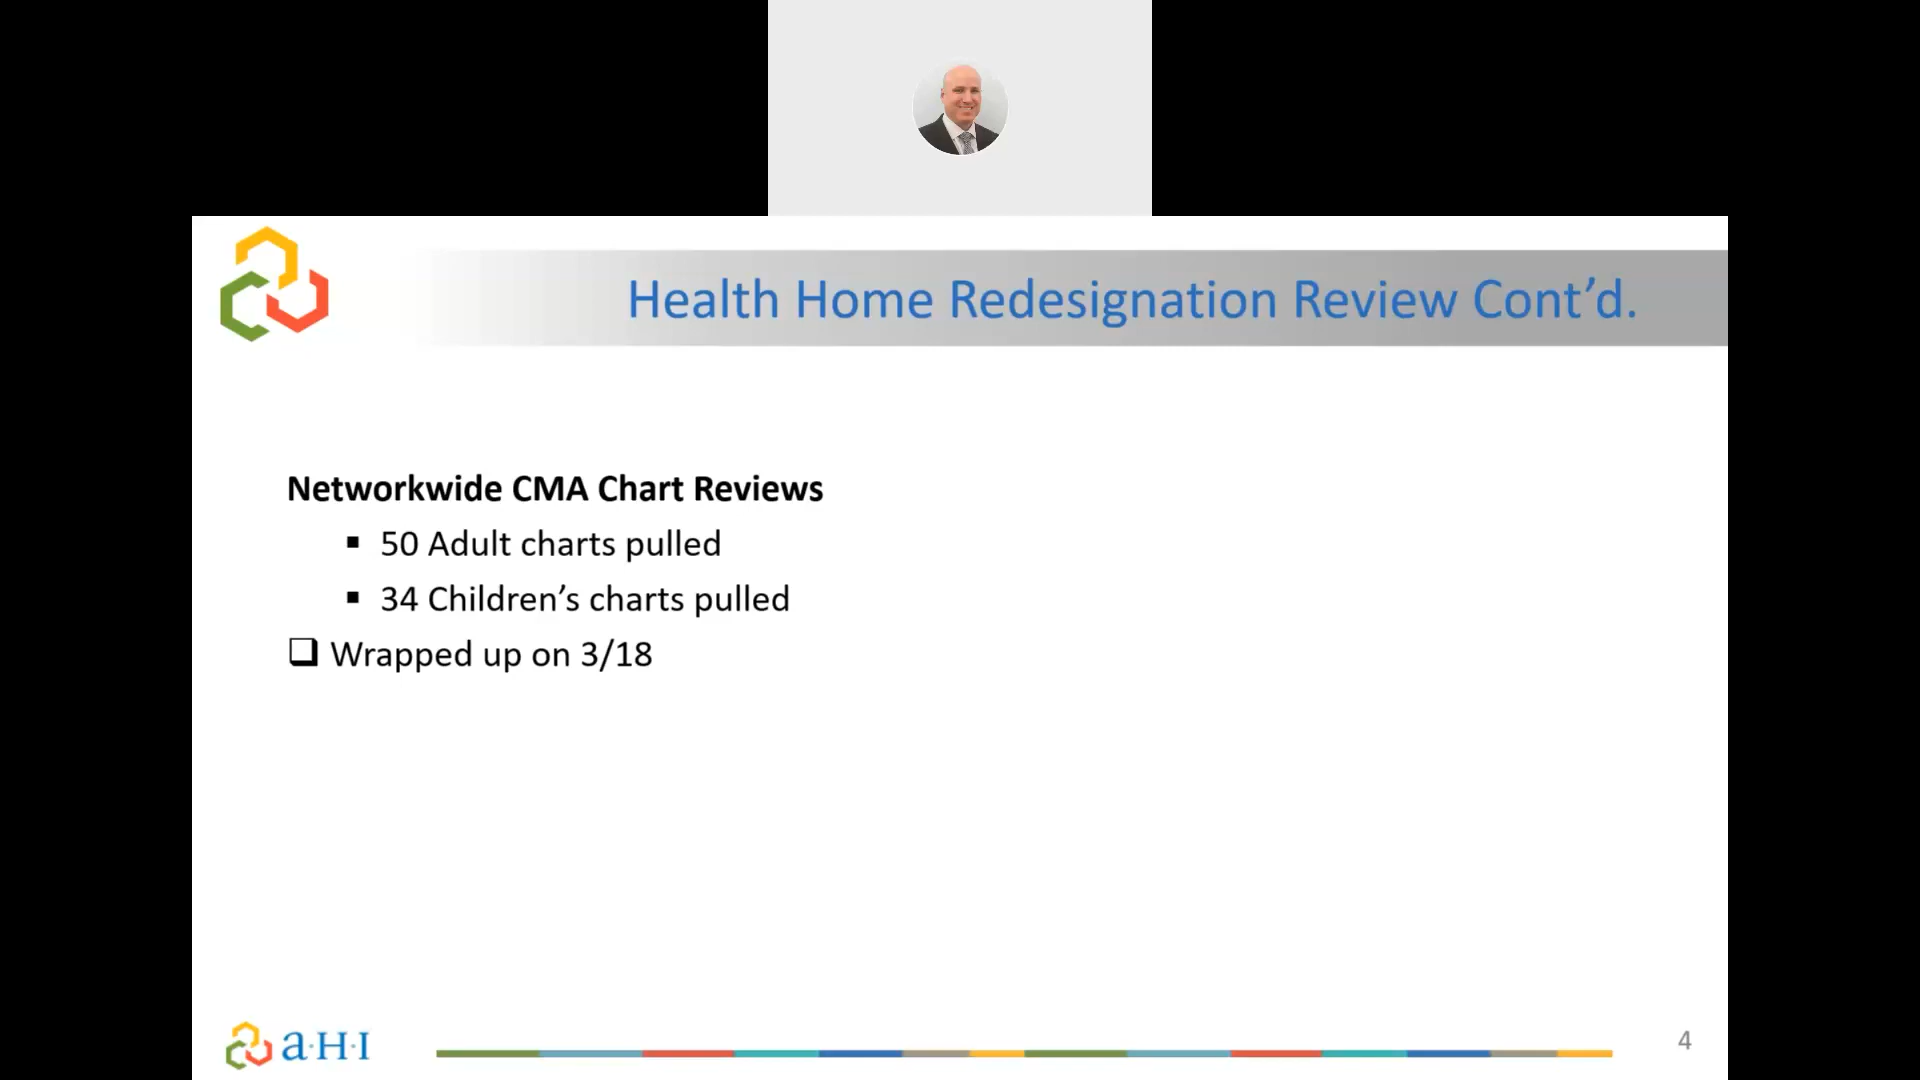 Health Home Redesignation Review Cont’d.
Networkwide CMA Chart Reviews
▪ 50 Adult charts pulled
▪ 34 Children’s charts pulled
❑ Wrapped up on 3/18
a·H·I
4